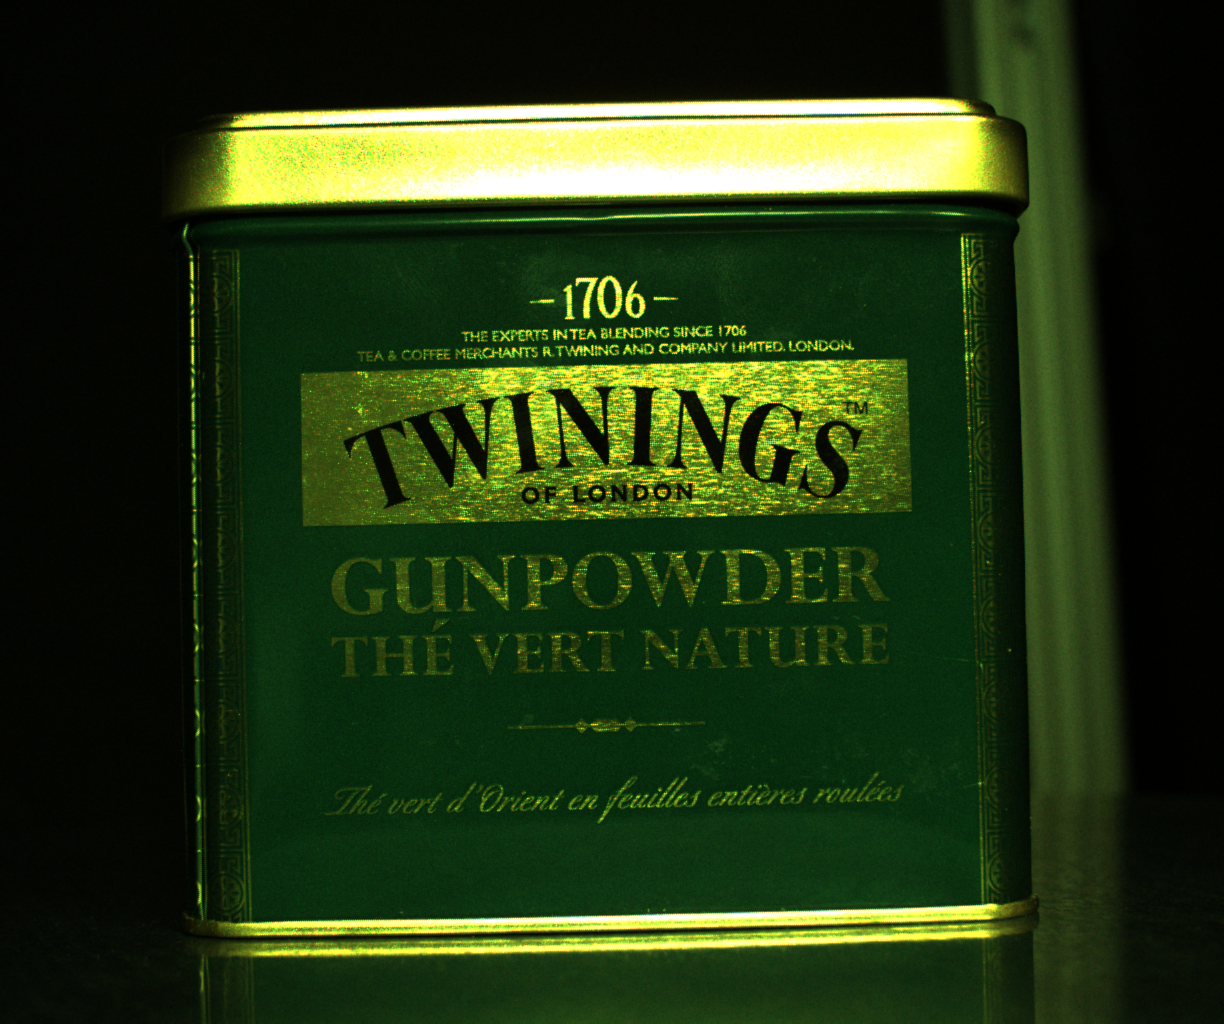 -1706-
THE EXPERTS IN TEA BLENDING SINCE 1706
TEA & COFFEE MERCHANTS R. TWINING AND COMPANY LIMITED. LONDON.
TWININGS™
OF LONDON
GUNPOWDER
THÉ VERT NATURE
Thé vert d'Orient en feuilles entières roulées